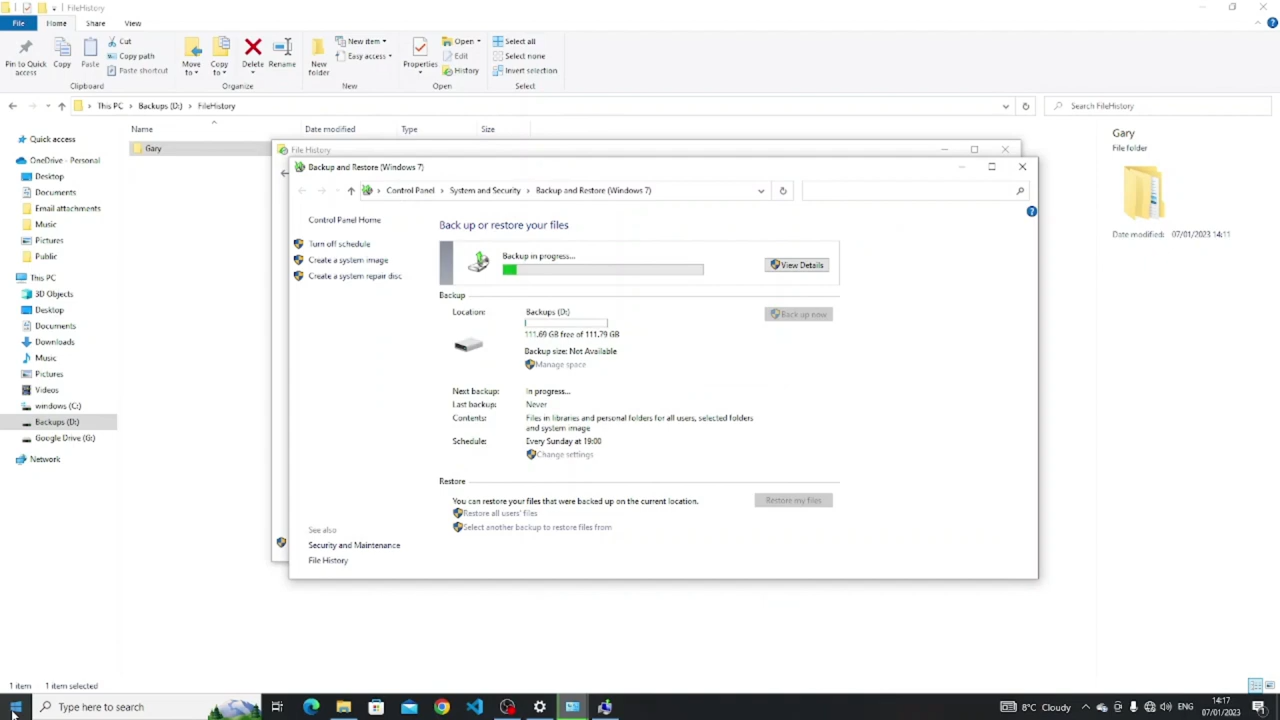 FileHistory
File
Home
Share
View
Pin to Quick access
Copy
Paste
Cut
Copy path
Paste shortcut
Clipboard
Move to
Copy to
Delete
Rename
Organize
New folder
New item
Easy access
New
Properties
Open
Edit
History
Open
Select all
Select none
Invert selection
Select
This PC
Backups (D:)
FileHistory
Search FileHistory
Quick access
OneDrive - Personal
Desktop
Documents
Email attachments
Music
Pictures
Public
This PC
3D Objects
Desktop
Documents
Downloads
Music
Pictures
Videos
windows (C:)
Backups (D:)
Google Drive (G:)
Network
Name
Date modified
Type
Size
Gary
Gary
File folder
Date modified: 07/01/2023 14:11
File History
Backup and Restore (Windows 7)
Control Panel
System and Security
Backup and Restore (Windows 7)
Control Panel Home
Turn off schedule
Create a system image
Create a system repair disc
Back up or restore your files
Backup in progress...
View Details
Backup
Location:
Backups (D:)
111.69 GB free of 111.79 GB
Backup size: Not Available
Manage space
Back up now
Next backup:
In progress...
Last backup:
Never
Contents:
Files in libraries and personal folders for all users, selected folders
and system image
Schedule:
Every Sunday at 19:00
Change settings
Restore
You can restore your files that were backed up on the current location.
Restore my files
Restore all users' files
Select another backup to restore files from
See also
Security and Maintenance
File History
1 item
1 item selected
Type here to search
8°C Cloudy
ENG
14:17
07/01/2023